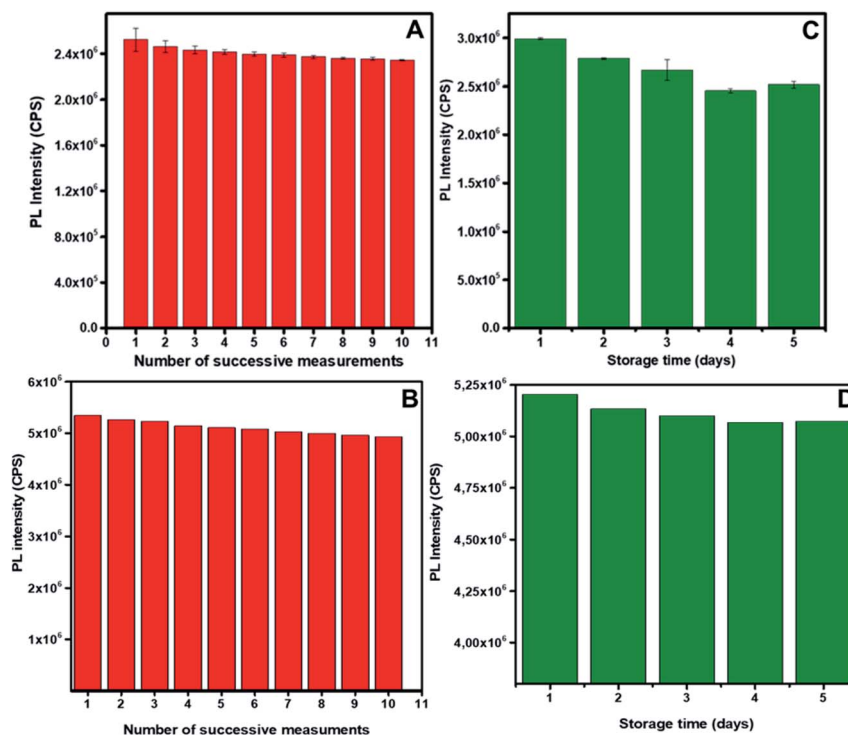 A
2.4x10⁶
2.0x10⁶
1.6x10⁶
1.2x10⁶
8.0x10⁵
4.0x10⁵
0.0
PL Intensity (CPS)
0 1 2 3 4 5 6 7 8 9 10 11
Number of successive measurements
C
3.0x10⁶
2.5x10⁶
2.0x10⁶
1.5x10⁶
1.0x10⁶
5.0x10⁵
0.0
PL Intensity (CPS)
1 2 3 4 5
Storage time (days)
B
6x10⁶
5x10⁶
4x10⁶
3x10⁶
2x10⁶
1x10⁶
PL intensity (CPS)
1 2 3 4 5 6 7 8 9 10 11
Number of successive measuments
D
5,25x10⁶
5,00x10⁶
4,75x10⁶
4,50x10⁶
4,25x10⁶
4,00x10⁶
PL Intensity (CPS)
1 2 3 4 5
Storage time (days)